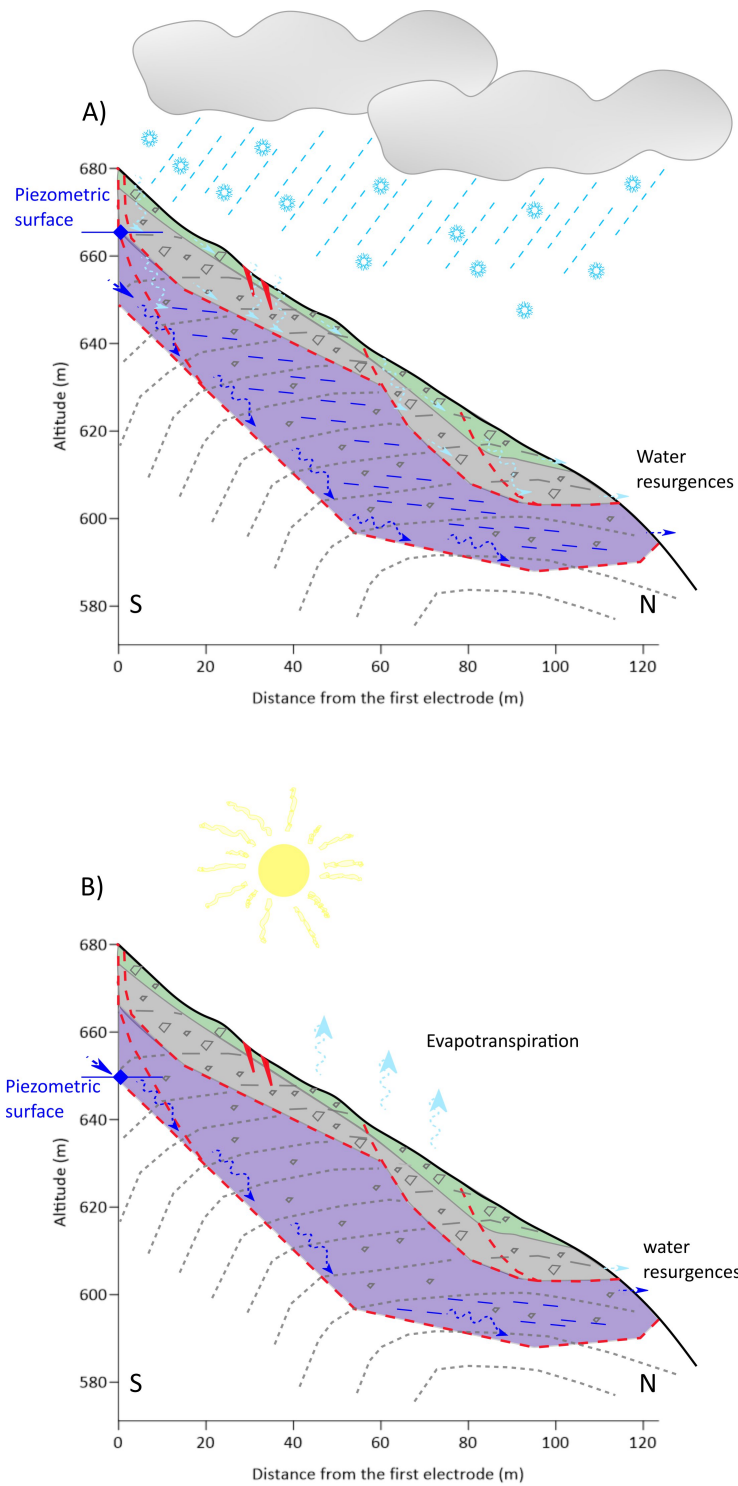 A)
680
Piezometric
surface
660
640
Altitude (m)
620
Water
resurgences
600
580
S
N
0 20 40 60 80 100 120
Distance from the first electrode (m)
B)
680
660
Evapotranspiration
Piezometric
surface
640
Altitude (m)
620
water
resurgences
600
580
S
N
0 20 40 60 80 100 120
Distance from the first electrode (m)